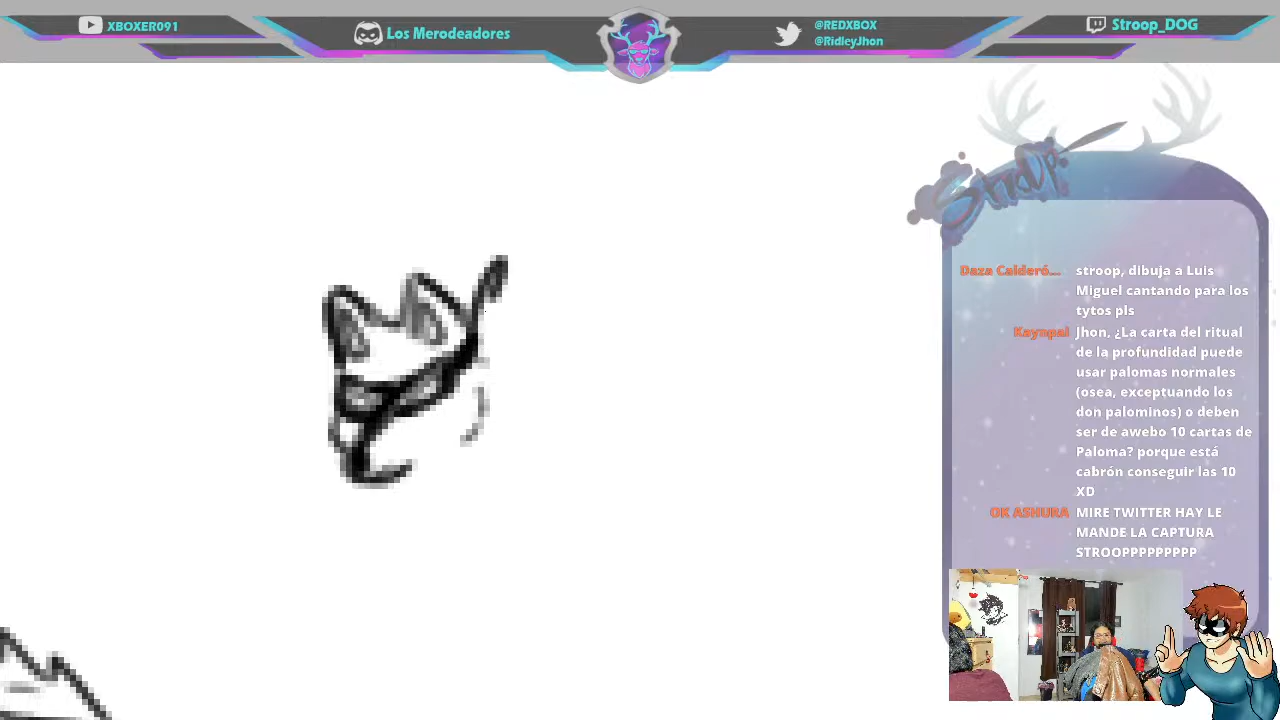 XBOXER091
Los Merodeadores
@REDXBOX
@RidleyJhon
Stroop_DOG
Stroop
Daza Calderó... stroop, dibuja a Luis
Miguel cantando para los
tytos pls
Kaynpai Jhon, ¿La carta del ritual
de la profundidad puede
usar palomas normales
(osea, exceptuando los
don palominos) o deben
ser de awebo 10 cartas de
Paloma? porque está
cabrón conseguir las 10
XD
OK ASHURA MIRE TWITTER HAY LE
MANDE LA CAPTURA
STROOPPPPPPPPP